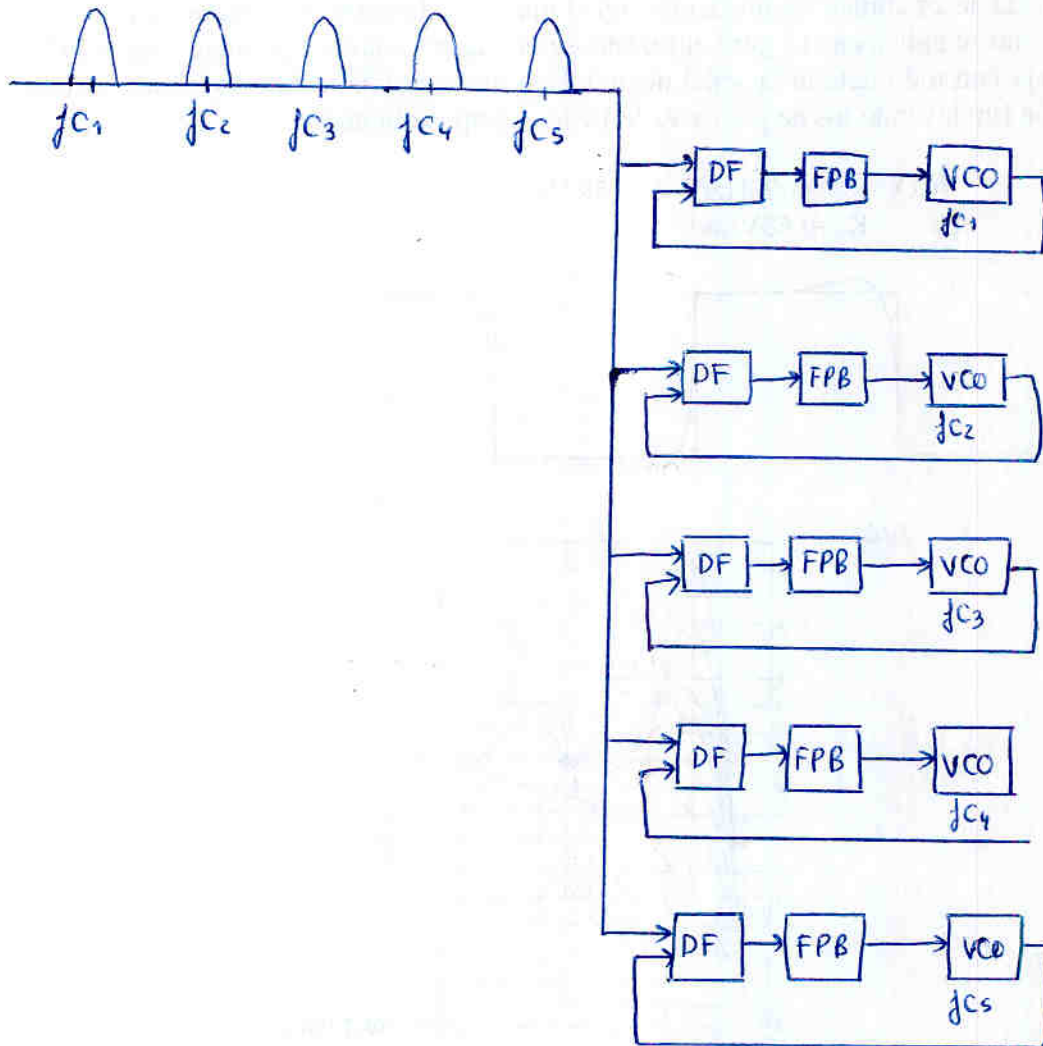 fC1 fC2 fC3 fC4 fC5
DF FPB VCO
fC1
DF FPB VCO
fC2
DF FPB VCO
fC3
DF FPB VCO
fC4
DF FPB VCO
fC5